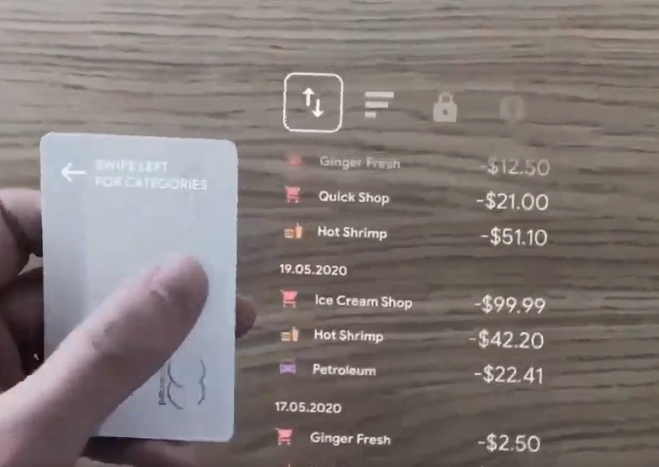 SWIPE LEFT
FOR CATEGORIES
Ginger Fresh -$12.50
Quick Shop -$21.00
Hot Shrimp -$51.10
19.05.2020
Ice Cream Shop -$99.99
Hot Shrimp -$42.20
Petroleum -$22.41
17.05.2020
Ginger Fresh -$2.50